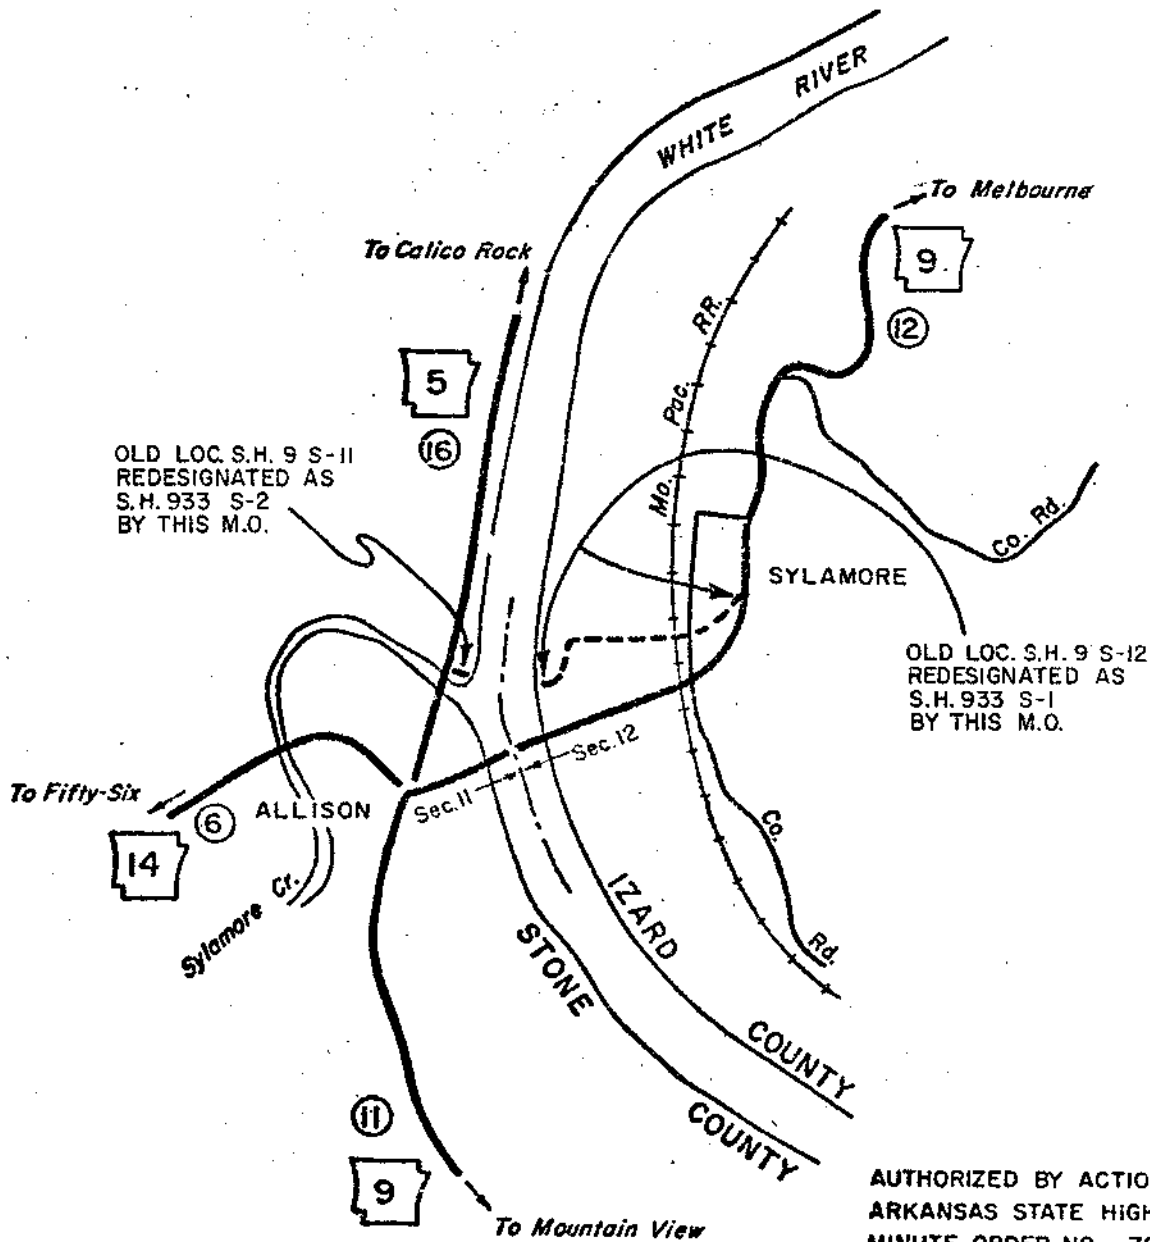 WHITE RIVER
To Melbourne
9
12
To Calico Rock
5
16
Mo. Pac. RR.
OLD LOC. S.H. 9 S-11
REDESIGNATED AS
S.H. 933 S-2
BY THIS M.O.
Co. Rd.
SYLAMORE
OLD LOC. S.H. 9 S-12
REDESIGNATED AS
S.H. 933 S-1
BY THIS M.O.
Sec. 12
Sec. 11
To Fifty-Six
6
ALLISON
14
Sylamore Cr.
Co. Rd.
IZARD COUNTY
STONE COUNTY
11
9
To Mountain View
AUTHORIZED BY ACTIO
ARKANSAS STATE HIGH